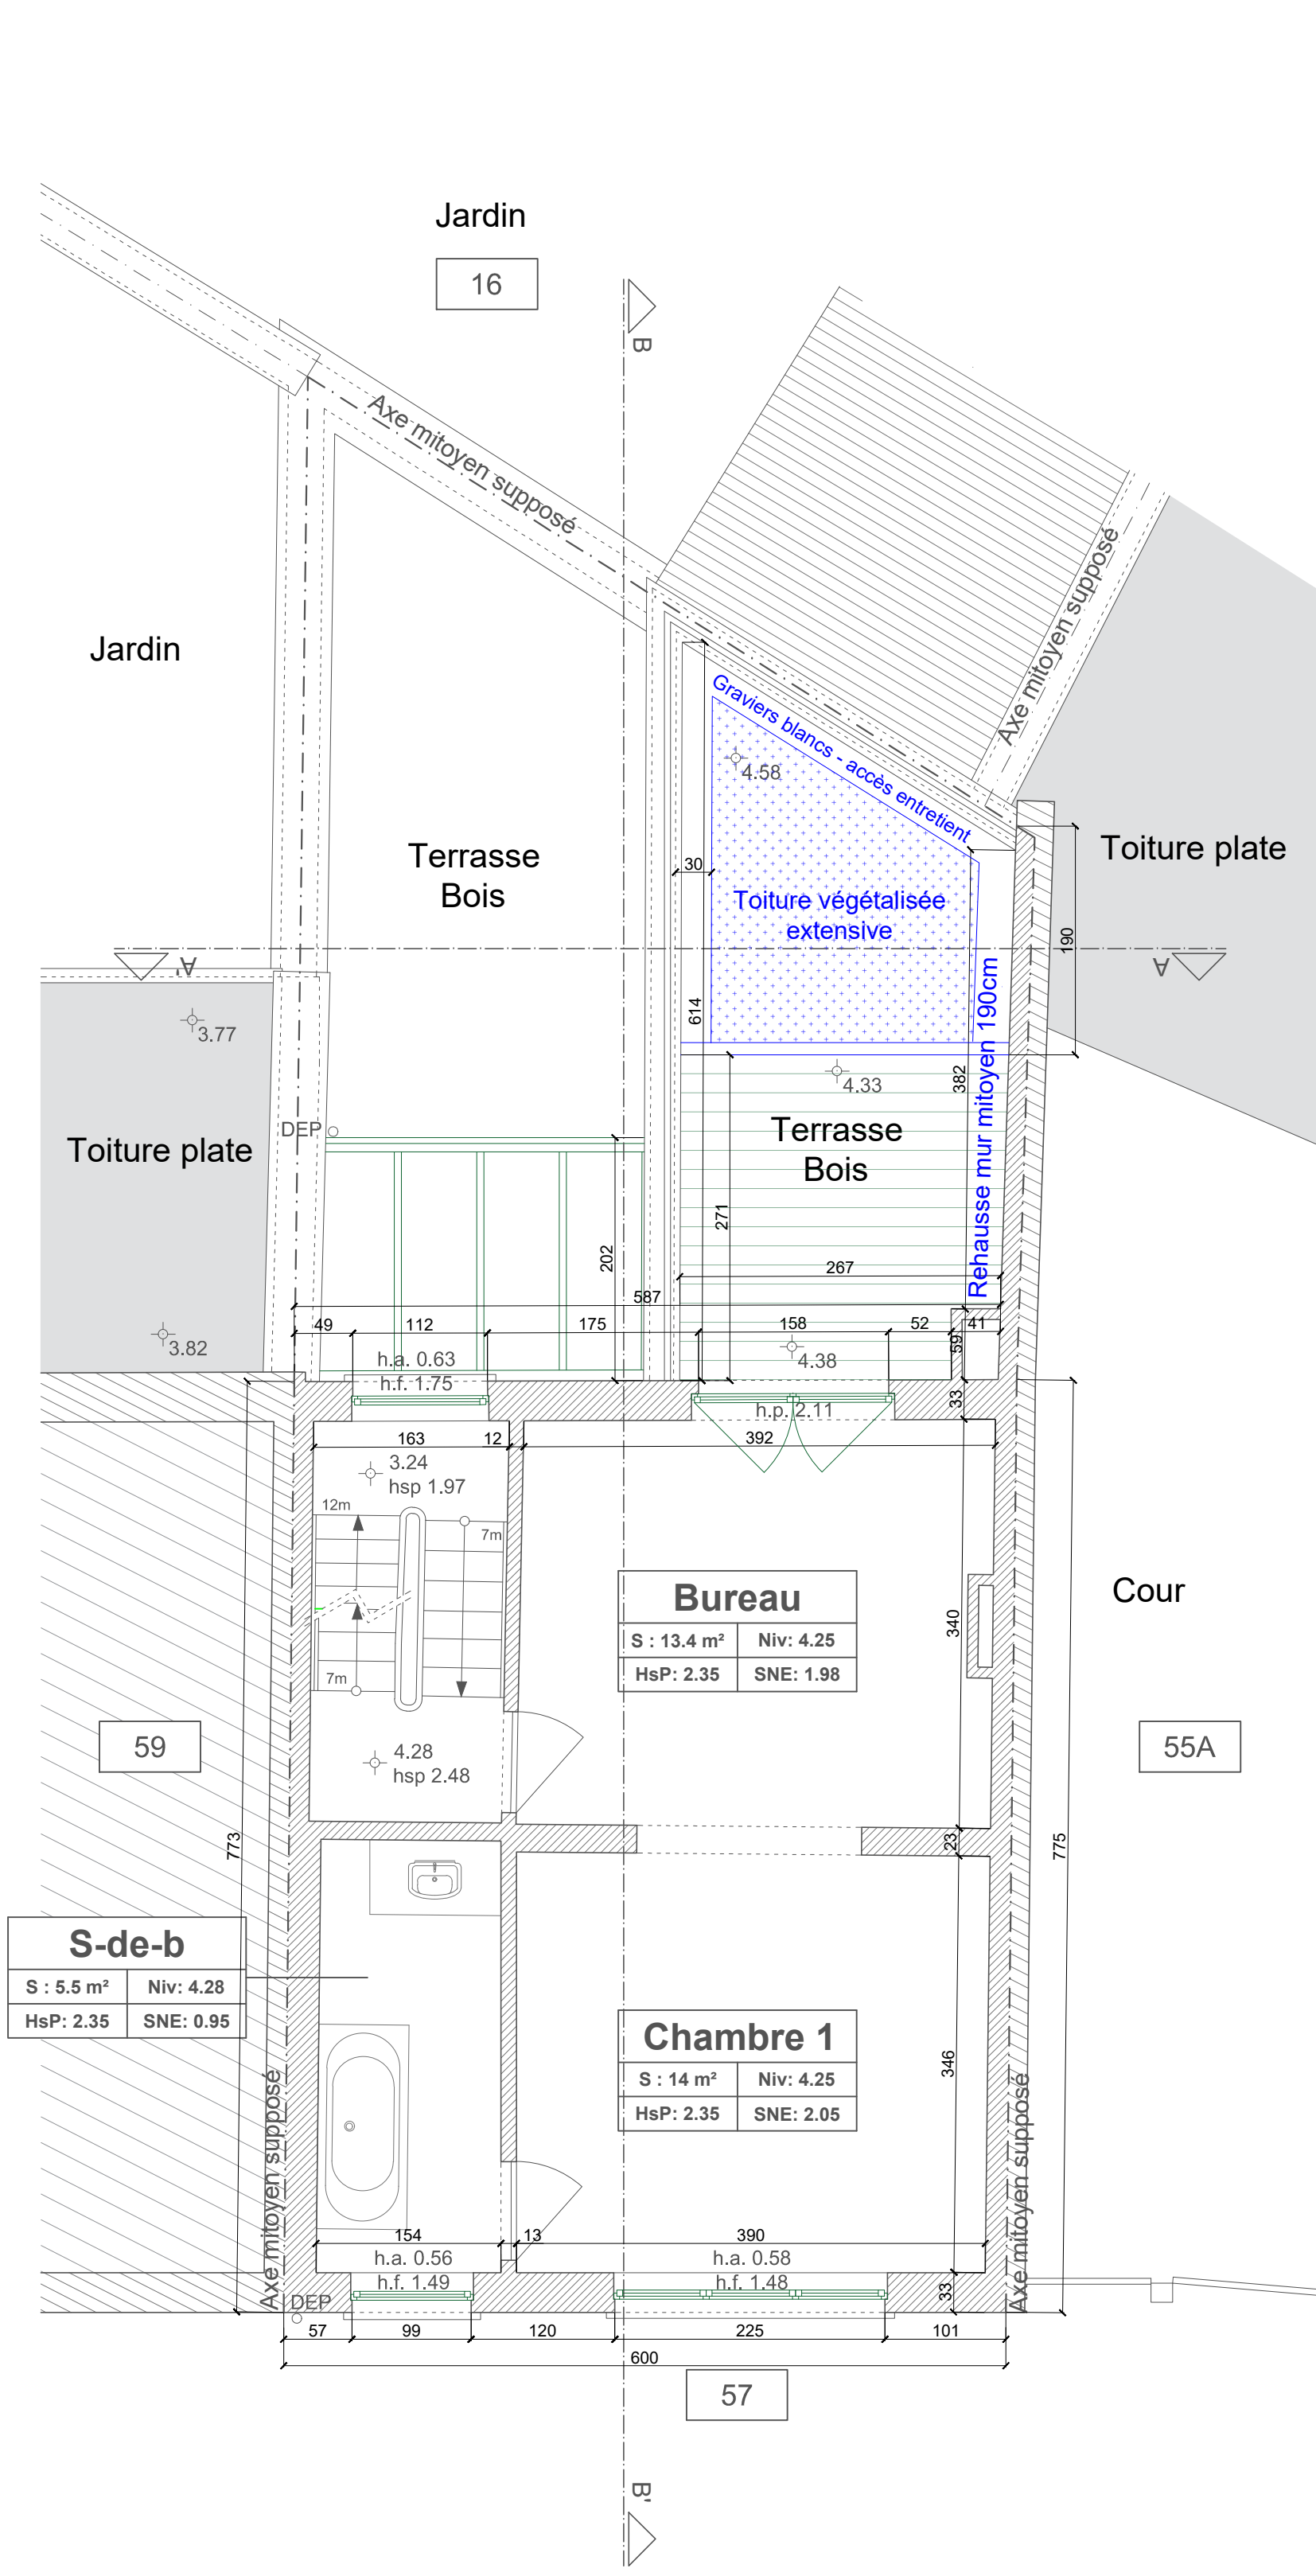 Jardin
16
B
Axe mitoyen supposé
Axe mitoyen supposé
Jardin
Graviers blancs - accès entretient
4.58
Terrasse
Bois
30
Toiture végétalisée
extensive
Toiture plate
190
A'
A
3.77
614
Rehausse mur mitoyen 190cm
4.33
382
DEP
Toiture plate
Terrasse
Bois
271
202
267
587
49
112
175
158
52
41
3.82
h.a. 0.63
h.f. 1.75
4.38
59
33
h.p. 2.11
163
12
392
3.24
hsp 1.97
12m
7m
Bureau
S : 13.4 m²
Niv: 4.25
HsP: 2.35
SNE: 1.98
340
Cour
7m
59
4.28
hsp 2.48
55A
773
23
775
S-de-b
S : 5.5 m²
Niv: 4.28
HsP: 2.35
SNE: 0.95
Chambre 1
S : 14 m²
Niv: 4.25
HsP: 2.35
SNE: 2.05
346
Axe mitoyen supposé
Axe mitoyen supposé
154
13
390
h.a. 0.56
h.f. 1.49
h.a. 0.58
h.f. 1.48
33
DEP
57
99
120
225
101
600
57
B'